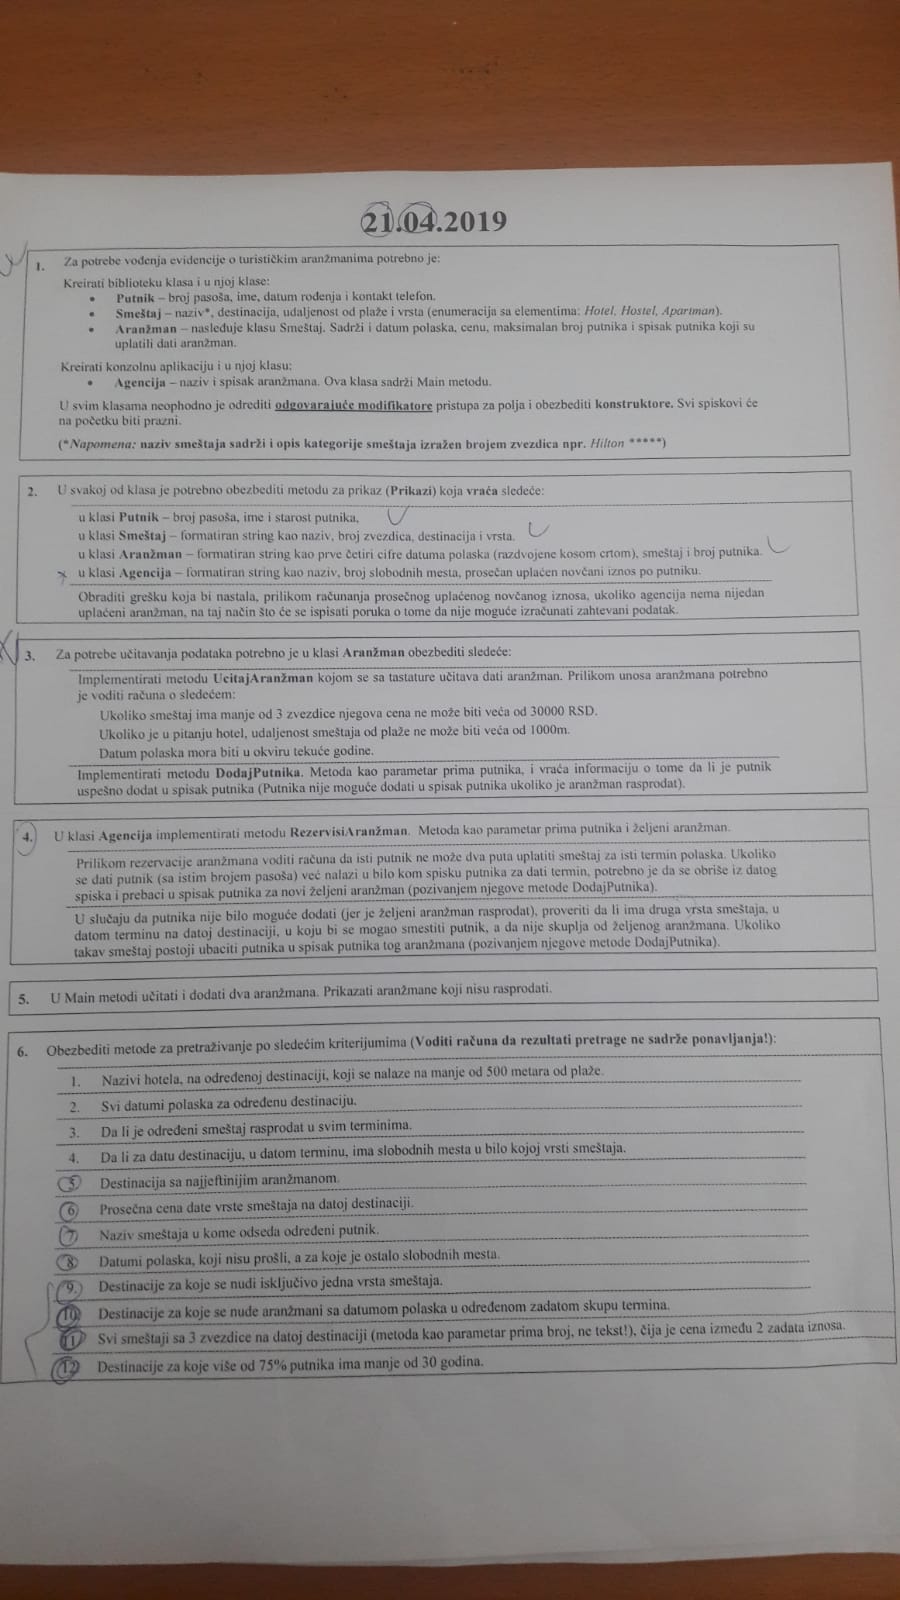 21.04.2019
1. Za potrebe vođenja evidencije o turističkim aranžmanima potrebno je:
Kreirati biblioteku klasa i u njoj klase:
• Putnik – broj pasoša, ime, datum rođenja i kontakt telefon.
• Smeštaj – naziv*, destinacija, udaljenost od plaže i vrsta (enumeracija sa elementima: Hotel, Hostel, Apartman).
• Aranžman – nasleđuje klasu Smeštaj. Sadrži i datum polaska, cenu, maksimalan broj putnika i spisak putnika koji su
uplatili dati aranžman.
Kreirati konzolnu aplikaciju i u njoj klasu:
• Agencija – naziv i spisak aranžmana. Ova klasa sadrži Main metodu.
U svim klasama neophodno je odrediti odgovarajuće modifikatore pristupa za polja i obezbediti konstruktore. Svi spiskovi će
na početku biti prazni.
(*Napomena: naziv smeštaja sadrži i opis kategorije smeštaja izražen brojem zvezdica npr. Hilton *****)
2. U svakoj od klasa je potrebno obezbediti metodu za prikaz (Prikazi) koja vraća sledeće:
u klasi Putnik – broj pasoša, ime i starost putnika,
u klasi Smeštaj – formatiran string kao naziv, broj zvezdica, destinacija i vrsta.
u klasi Aranžman – formatiran string kao prve četiri cifre datuma polaska (razdvojene kosom crtom), smeštaj i broj putnika.
u klasi Agencija – formatiran string kao naziv, broj slobodnih mesta, prosečan uplaćen novčani iznos po putniku.
Obraditi grešku koja bi nastala, prilikom računanja prosečnog uplaćenog novčanog iznosa, ukoliko agencija nema nijedan
uplaćeni aranžman, na taj način što će se ispisati poruka o tome da nije moguće izračunati zahtevani podatak.
3. Za potrebe učitavanja podataka potrebno je u klasi Aranžman obezbediti sledeće:
Implementirati metodu UcitajAranžman kojom se sa tastature učitava dati aranžman. Prilikom unosa aranžmana potrebno
je voditi računa o sledećem:
Ukoliko smeštaj ima manje od 3 zvezdice njegova cena ne može biti veća od 30000 RSD.
Ukoliko je u pitanju hotel, udaljenost smeštaja od plaže ne može biti veća od 1000m.
Datum polaska mora biti u okviru tekuće godine.
Implementirati metodu DodajPutnika. Metoda kao parametar prima putnika, i vraća informaciju o tome da li je putnik
uspešno dodat u spisak putnika (Putnika nije moguće dodati u spisak putnika ukoliko je aranžman rasprodat).
4. U klasi Agencija implementirati metodu RezervisiAranžman. Metoda kao parametar prima putnika i željeni aranžman.
Prilikom rezervacije aranžmana voditi računa da isti putnik ne može dva puta uplatiti smeštaj za isti termin polaska. Ukoliko
se dati putnik (sa istim brojem pasoša) već nalazi u bilo kom spisku putnika za dati termin, potrebno je da se obriše iz datog
spiska i prebaci u spisak putnika za novi željeni aranžman (pozivanjem njegove metode DodajPutnika).
U slučaju da putnika nije bilo moguće dodati (jer je željeni aranžman rasprodat), proveriti da li ima druga vrsta smeštaja, u
datom terminu na datoj destinaciji, u koju bi se mogao smestiti putnik, a da nije skuplja od željenog aranžmana. Ukoliko
takav smeštaj postoji ubaciti putnika u spisak putnika tog aranžmana (pozivanjem njegove metode DodajPutnika).
5. U Main metodi učitati i dodati dva aranžmana. Prikazati aranžmane koji nisu rasprodati.
6. Obezbediti metode za pretraživanje po sledećim kriterijumima (Voditi računa da rezultati pretrage ne sadrže ponavljanja!):
1. Nazivi hotela, na određenoj destinaciji, koji se nalaze na manje od 500 metara od plaže.
2. Svi datumi polaska za određenu destinaciju.
3. Da li je određeni smeštaj rasprodat u svim terminima.
4. Da li za datu destinaciju, u datom terminu, ima slobodnih mesta u bilo kojoj vrsti smeštaja.
5 Destinacija sa najjeftinijim aranžmanom.
6 Prosečna cena date vrste smeštaja na datoj destinaciji.
7 Naziv smeštaja u kome odseda određeni putnik.
8 Datumi polaska, koji nisu prošli, a za koje je ostalo slobodnih mesta.
9. Destinacije za koje se nudi isključivo jedna vrsta smeštaja.
10 Destinacije za koje se nude aranžmani sa datumom polaska u određenom zadatom skupu termina.
11 Svi smeštaji sa 3 zvezdice na datoj destinaciji (metoda kao parametar prima broj, ne tekst!), čija je cena između 2 zadata iznosa.
12 Destinacije za koje više od 75% putnika ima manje od 30 godina.